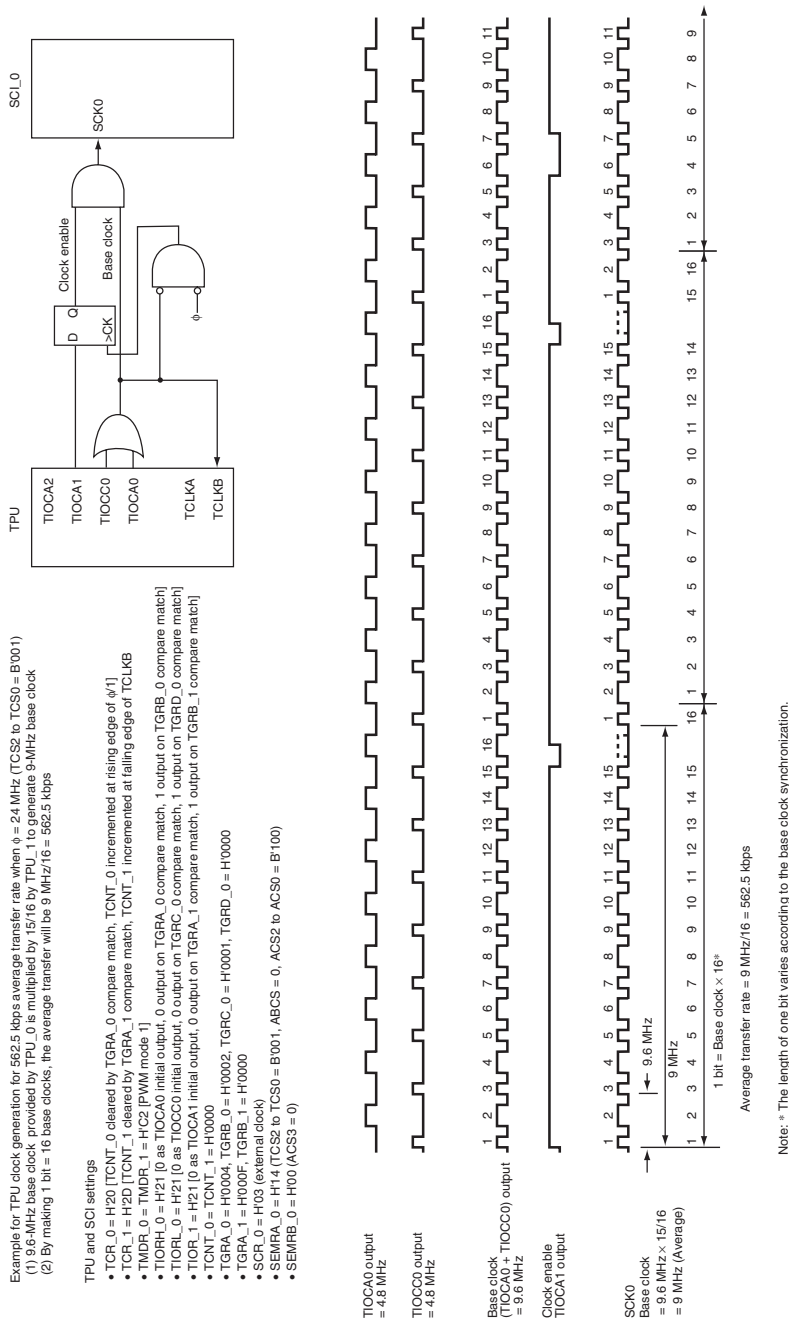 Example for TPU clock generation for 562.5 kbps average transfer rate when φ = 24 MHz (TCS2 to TCS0 = B'001)
(1) 9.6-MHz base clock provided by TPU_0 is multiplied by 15/16 by TPU_1 to generate 9-MHz base clock
(2) By making 1 bit = 16 base clocks, the average transfer will be 9 MHz/16 = 562.5 kbps
TPU and SCI settings
• TCR_0 = H'20 [TCNT_0 cleared by TGRA_0 compare match, TCNT_0 incremented at rising edge of φ/1]
• TCR_1 = H'2D [TCNT_1 cleared by TGRA_1 compare match, TCNT_1 incremented at falling edge of TCLKB
• TMDR_0 = TMDR_1 = H'C2 [PWM mode 1]
• TIORH_0 = H'21 [0 as TIOCA0 initial output, 0 output on TGRA_0 compare match, 1 output on TGRB_0 compare match]
• TIORL_0 = H'21 [0 as TIOCC0 initial output, 0 output on TGRC_0 compare match, 1 output on TGRD_0 compare match]
• TIOR_1 = H'21 [0 as TIOCA1 initial output, 0 output on TGRA_1 compare match, 1 output on TGRB_1 compare match]
• TCNT_0 = TCNT_1 = H'0000
• TGRA_0 = H'0004, TGRB_0 = H'0002, TGRC_0 = H'0001, TGRD_0 = H'0000
• TGRA_1 = H'000F, TGRB_1 = H'0000
• SCR_0 = H'03 (external clock)
• SEMRA_0 = H'14 (TCS2 to TCS0 = B'001, ABCS = 0, ACS2 to ACS0 = B'100)
• SEMRB_0 = H'00 (ACS3 = 0)
TPU
TIOCA2
TIOCA1
TIOCC0
TIOCA0
TCLKA
TCLKB
D Q
>CK
Clock enable
Base clock
φ
SCI_0
SCK0
TIOCA0 output
= 4.8 MHz
TIOCC0 output
= 4.8 MHz
Base clock
(TIOCA0 + TIOCC0) output
= 9.6 MHz
1 2 3 4 5 6 7 8 9 10 11 12 13 14 15 16 1 2 3 4 5 6 7 8 9 10 11 12 13 14 15 16 1 2 3 4 5 6 7 8 9 10 11
Clock enable
TIOCA1 output
SCK0
Base clock
= 9.6 MHz × 15/16
= 9 MHz (Average)
1 2 3 4 5 6 7 8 9 10 11 12 13 14 15 1 2 3 4 5 6 7 8 9 10 11 12 13 14 15 1 2 3 4 5 6 7 8 9 10 11
9.6 MHz
9 MHz
1 2 3 4 5 6 7 8 9 10 11 12 13 14 15 16 1 2 3 4 5 6 7 8 9 10 11 12 13 14 15 16 1 2 3 4 5 6 7 8 9
1 bit = Base clock × 16*
Average transfer rate = 9 MHz/16 = 562.5 kbps
Note: * The length of one bit varies according to the base clock synchronization.